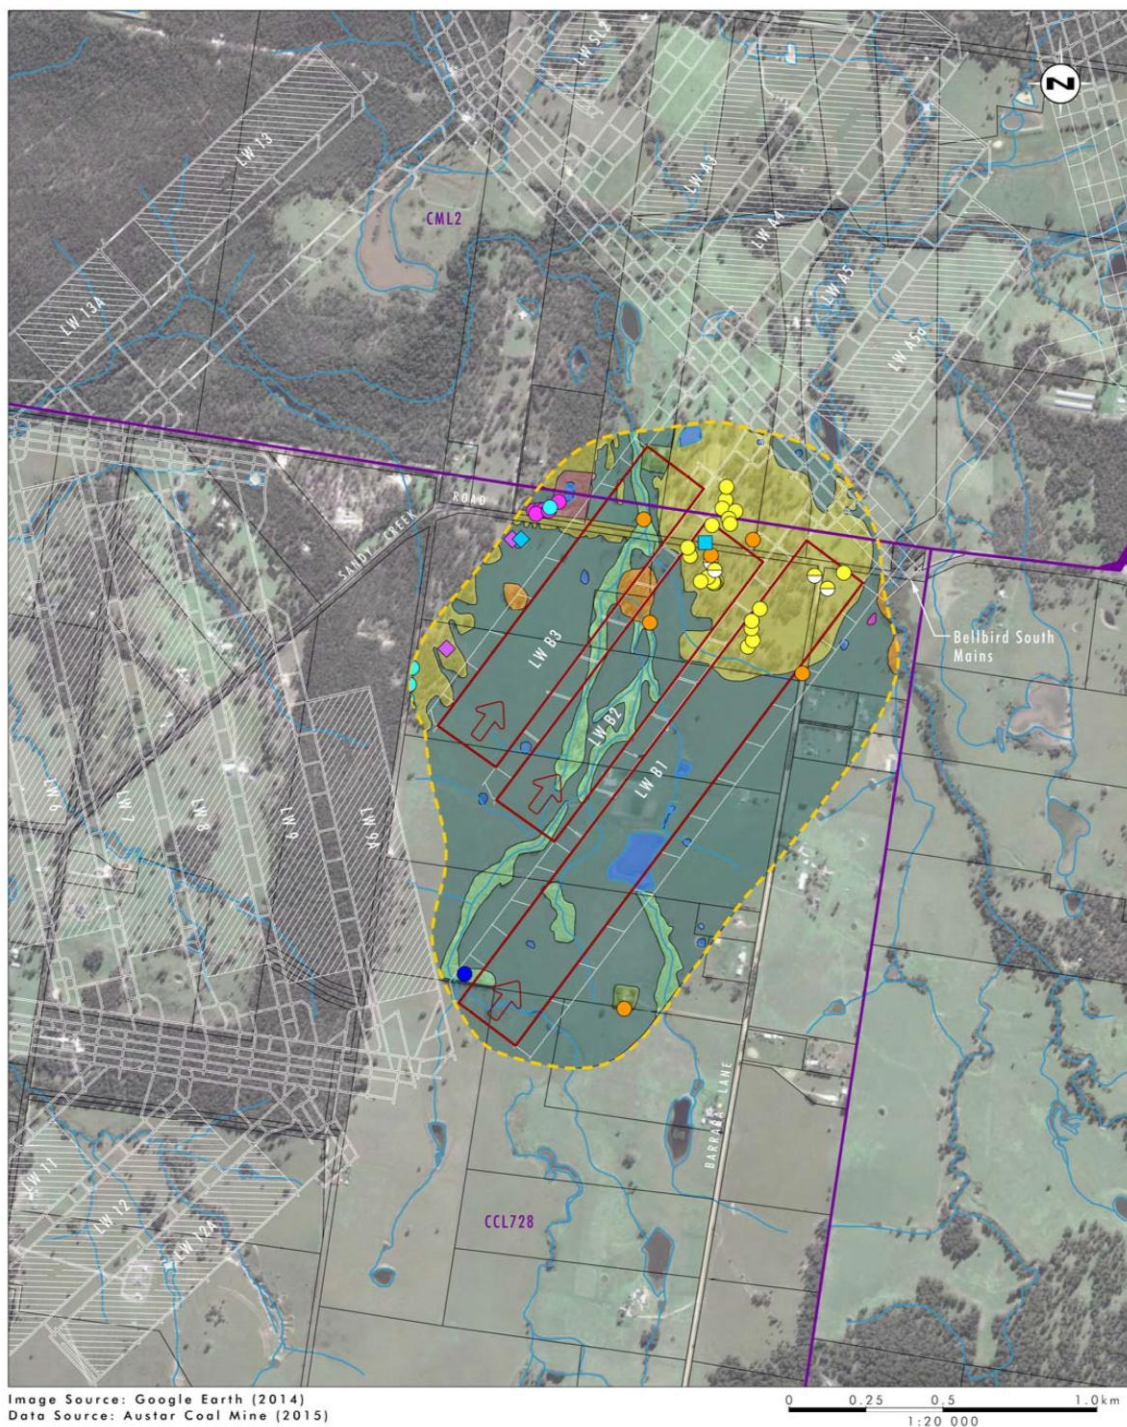 LW SL2
N
LW 13
LW A3
CML2
LW A4
LW A5
LW 13A
LW A5a
ROAD
SANDY CREEK
Bellbird South
Mains
LW B3
LW B2
LW B1
LW 6
LW 7
LW 8
LW 9
LW 9A
BARRABA LANE
LW 11
LW 12
LW 12A
CCL728
Image Source: Google Earth (2014)
Data Source: Austar Coal Mine (2015)
0 0.25 0.5 1.0km
1:20 000